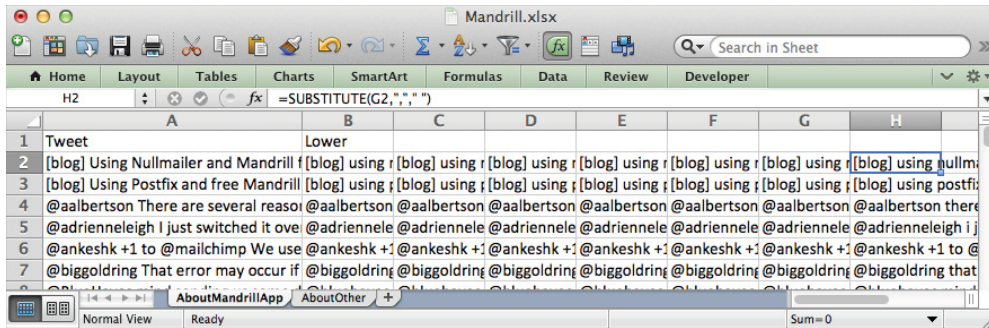 Mandrill.xlsx
Search in Sheet
Home Layout Tables Charts SmartArt Formulas Data Review Developer
H2 fx =SUBSTITUTE(G2,","," ")
A B C D E F G H
1 Tweet Lower
2 [blog] Using Nullmailer and Mandrill f [blog] using r [blog] using r [blog] using r [blog] using r [blog] using r [blog] using r [blog] using nullma
3 [blog] Using Postfix and free Mandrill [blog] using p [blog] using p [blog] using p [blog] using p [blog] using p [blog] using p [blog] using postfix
4 @aalbertson There are several reason @aalbertson @aalbertson @aalbertson @aalbertson @aalbertson @aalbertson @aalbertson there
5 @adrienneleigh I just switched it over @adriennele @adriennele @adriennele @adriennele @adriennele @adriennele @adrienneleigh i j
6 @ankeshk +1 to @mailchimp We use @ankeshk +1 @ankeshk +1 @ankeshk +1 @ankeshk +1 @ankeshk +1 @ankeshk +1 @ankeshk +1 to @
7 @biggoldring That error may occur if @biggoldring @biggoldring @biggoldring @biggoldring @biggoldring @biggoldring @biggoldring that
AboutMandrillApp AboutOther +
Normal View Ready Sum=0